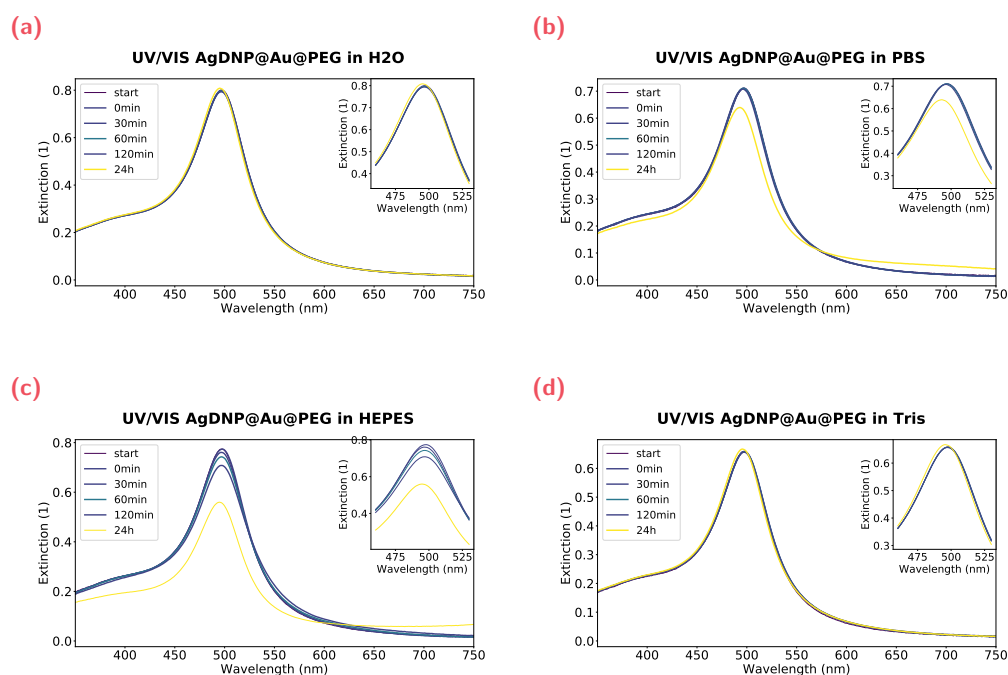 (a)
UV/VIS AgDNP@Au@PEG in H2O
start
0min
30min
60min
120min
24h
0.8
0.6
0.4
0.2
0.0
Extinction (1)
400 450 500 550 600 650 700 750
Wavelength (nm)
0.8
0.7
0.6
0.5
0.4
Extinction (1)
475 500 525
Wavelength (nm)
(b)
UV/VIS AgDNP@Au@PEG in PBS
start
0min
30min
60min
120min
24h
0.7
0.6
0.5
0.4
0.3
0.2
0.1
0.0
Extinction (1)
400 450 500 550 600 650 700 750
Wavelength (nm)
0.7
0.6
0.5
0.4
0.3
Extinction (1)
475 500 525
Wavelength (nm)
(c)
UV/VIS AgDNP@Au@PEG in HEPES
start
0min
30min
60min
120min
24h
0.8
0.6
0.4
0.2
0.0
Extinction (1)
400 450 500 550 600 650 700 750
Wavelength (nm)
0.8
0.6
0.4
Extinction (1)
475 500 525
Wavelength (nm)
(d)
UV/VIS AgDNP@Au@PEG in Tris
start
0min
30min
60min
120min
24h
0.7
0.6
0.5
0.4
0.3
0.2
0.1
0.0
Extinction (1)
400 450 500 550 600 650 700 750
Wavelength (nm)
0.6
0.5
0.4
0.3
Extinction (1)
475 500 525
Wavelength (nm)